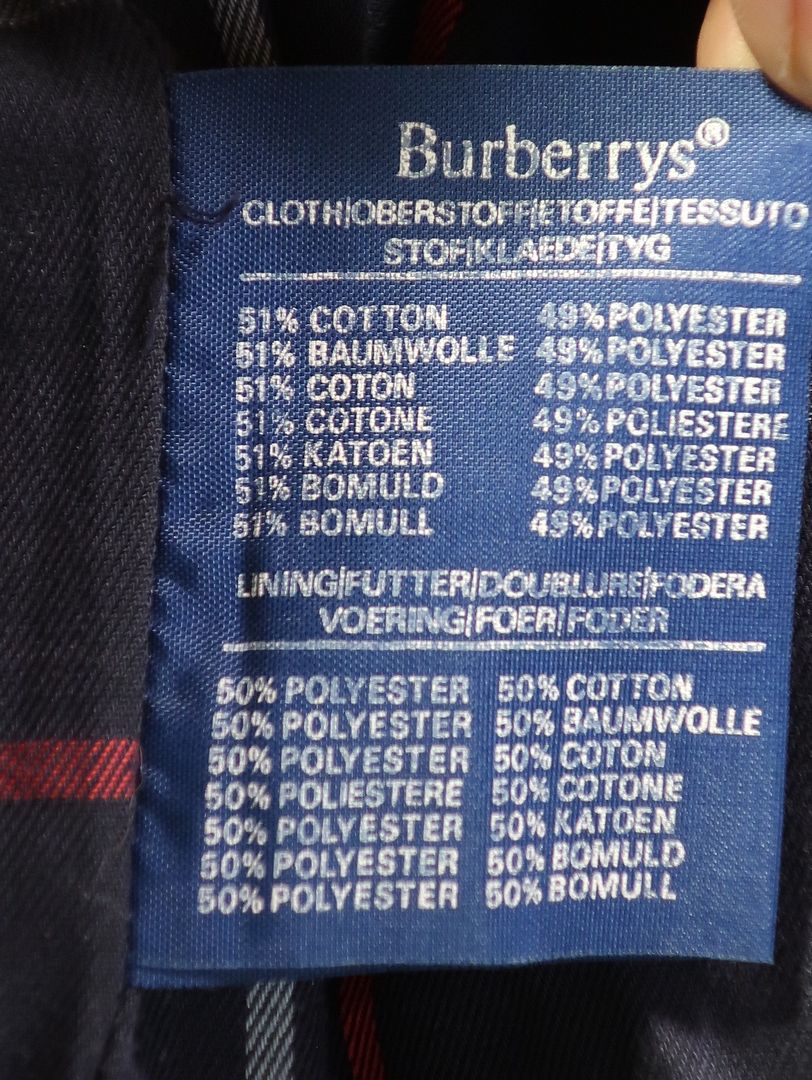 Burberrys®
CLOTH|OBERSTOFF|ETOFFE|TESSUTO
STOF|KLAEDE|TYG
51% COTTON 49% POLYESTER
51% BAUMWOLLE 49% POLYESTER
51% COTON 49% POLYESTER
51% COTONE 49% POLIESTERE
51% KATOEN 49% POLYESTER
51% BOMULD 49% POLYESTER
51% BOMULL 49% POLYESTER
LINING|FUTTER|DOUBLURE|FODERA
VOERING|FOER|FODER
50% POLYESTER 50% COTTON
50% POLYESTER 50% BAUMWOLLE
50% POLYESTER 50% COTON
50% POLIESTERE 50% COTONE
50% POLYESTER 50% KATOEN
50% POLYESTER 50% BOMULD
50% POLYESTER 50% BOMULL